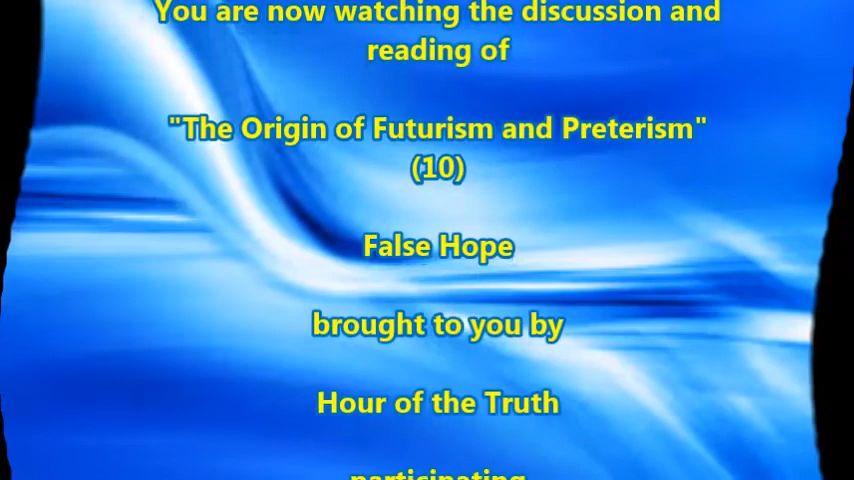 You are now watching the discussion and
reading of
"The Origin of Futurism and Preterism"
(10)
False Hope
brought to you by
Hour of the Truth
participating